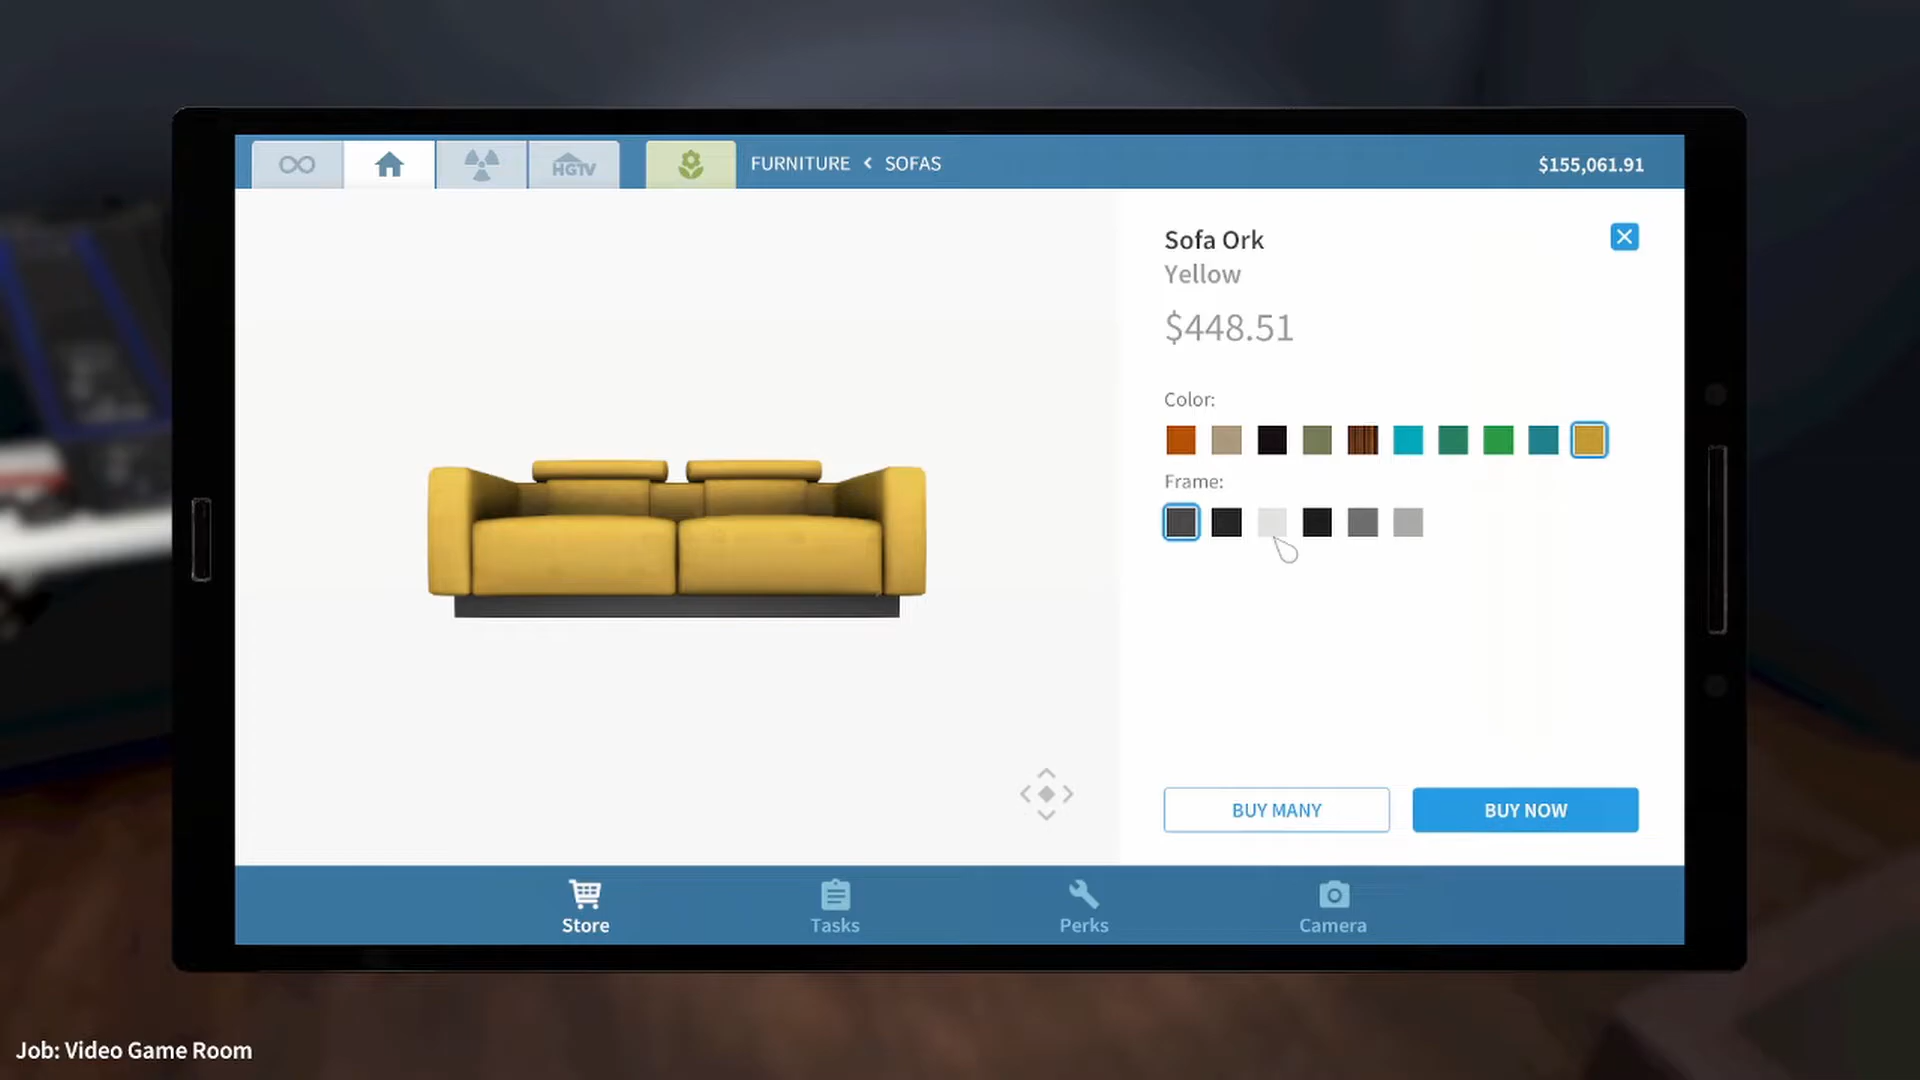 HGTV
FURNITURE < SOFAS
$155,061.91
Sofa Ork
Yellow
$448.51
Color:
Frame:
BUY MANY
BUY NOW
Store
Tasks
Perks
Camera
Job: Video Game Room